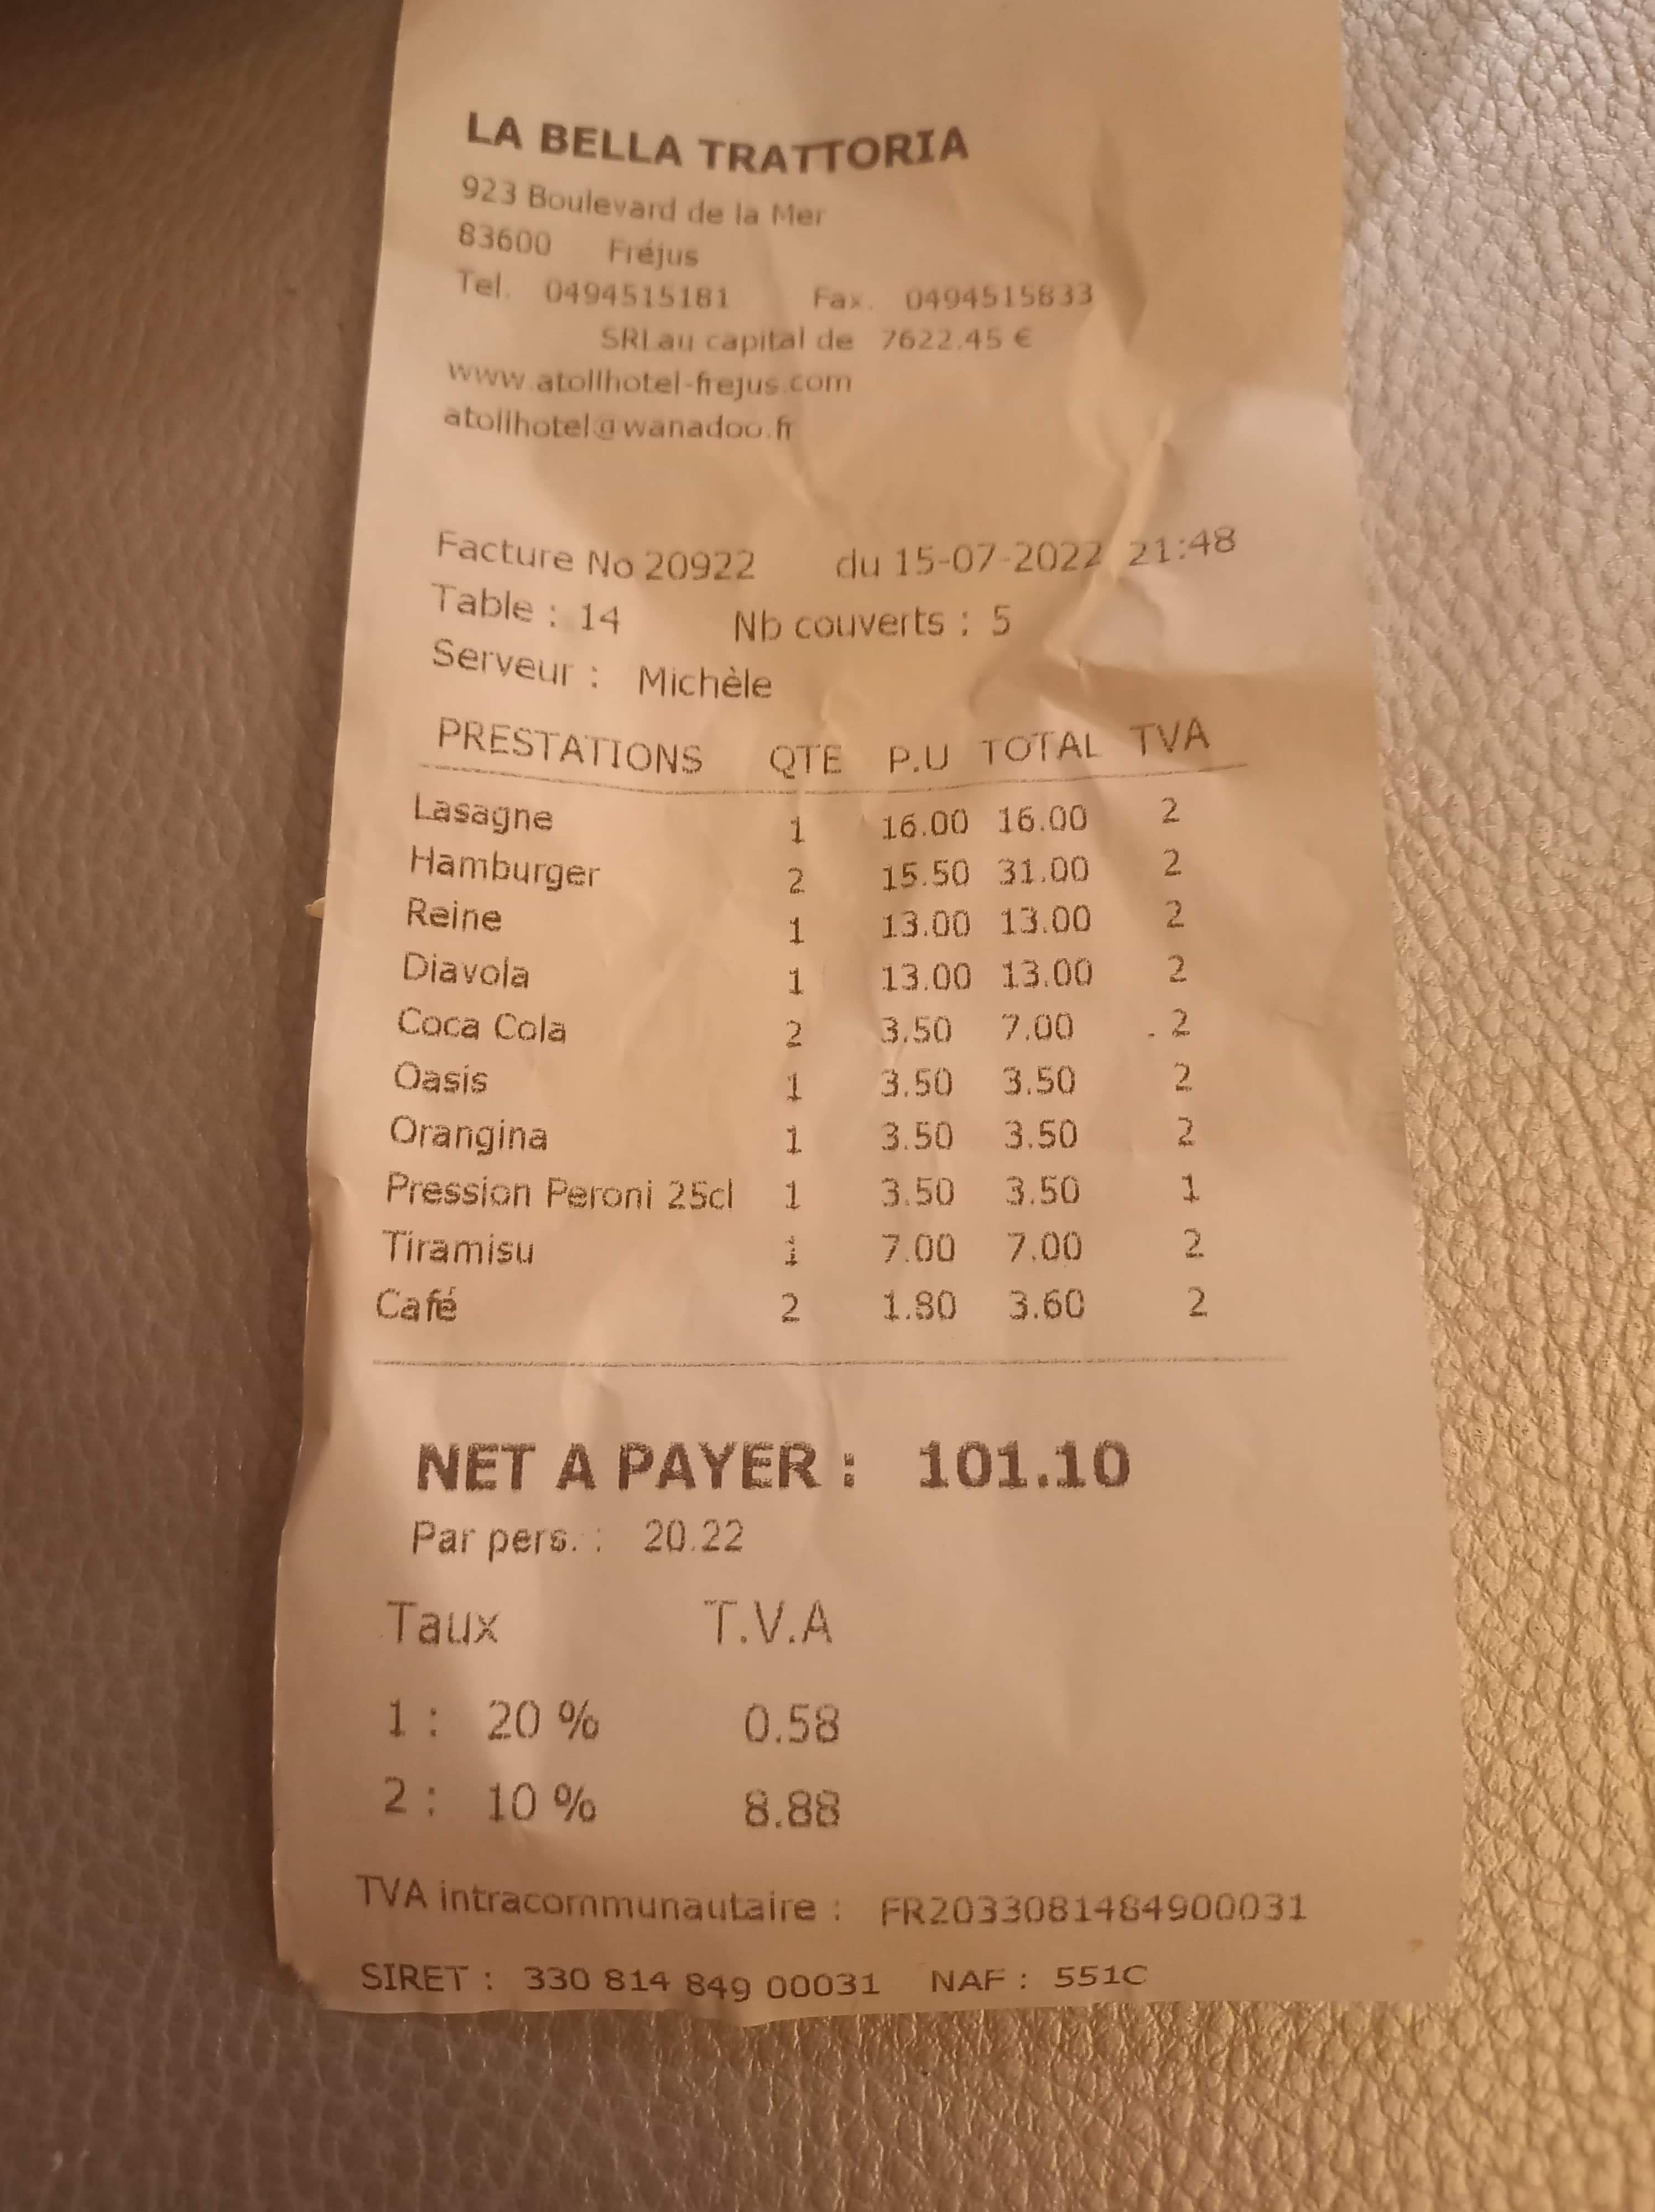 LA BELLA TRATTORIA
923 Boulevard de la Mer
83600 Fréjus
Tel. 0494515181 Fax. 0494515833
SRLau capital de 7622.45 €
www.atollhotel-frejus.com
atollhotel@wanadoo.fr
Facture No 20922 du 15-07-2022 21:48
Table : 14 Nb couverts : 5
Serveur : Michèle
PRESTATIONS QTE P.U TOTAL TVA
Lasagne 1 16.00 16.00 2
Hamburger 2 15.50 31.00 2
Reine 1 13.00 13.00 2
Diavola 1 13.00 13.00 2
Coca Cola 2 3.50 7.00 2
Oasis 1 3.50 3.50 2
Orangina 1 3.50 3.50 2
Pression Peroni 25cl 1 3.50 3.50 1
Tiramisu 1 7.00 7.00 2
Café 2 1.80 3.60 2
NET A PAYER : 101.10
Par pers. : 20.22
Taux T.V.A
1 : 20 % 0.58
2 : 10 % 8.88
TVA intracommunautaire : FR2033081484900031
SIRET : 330 814 849 00031 NAF : 551C